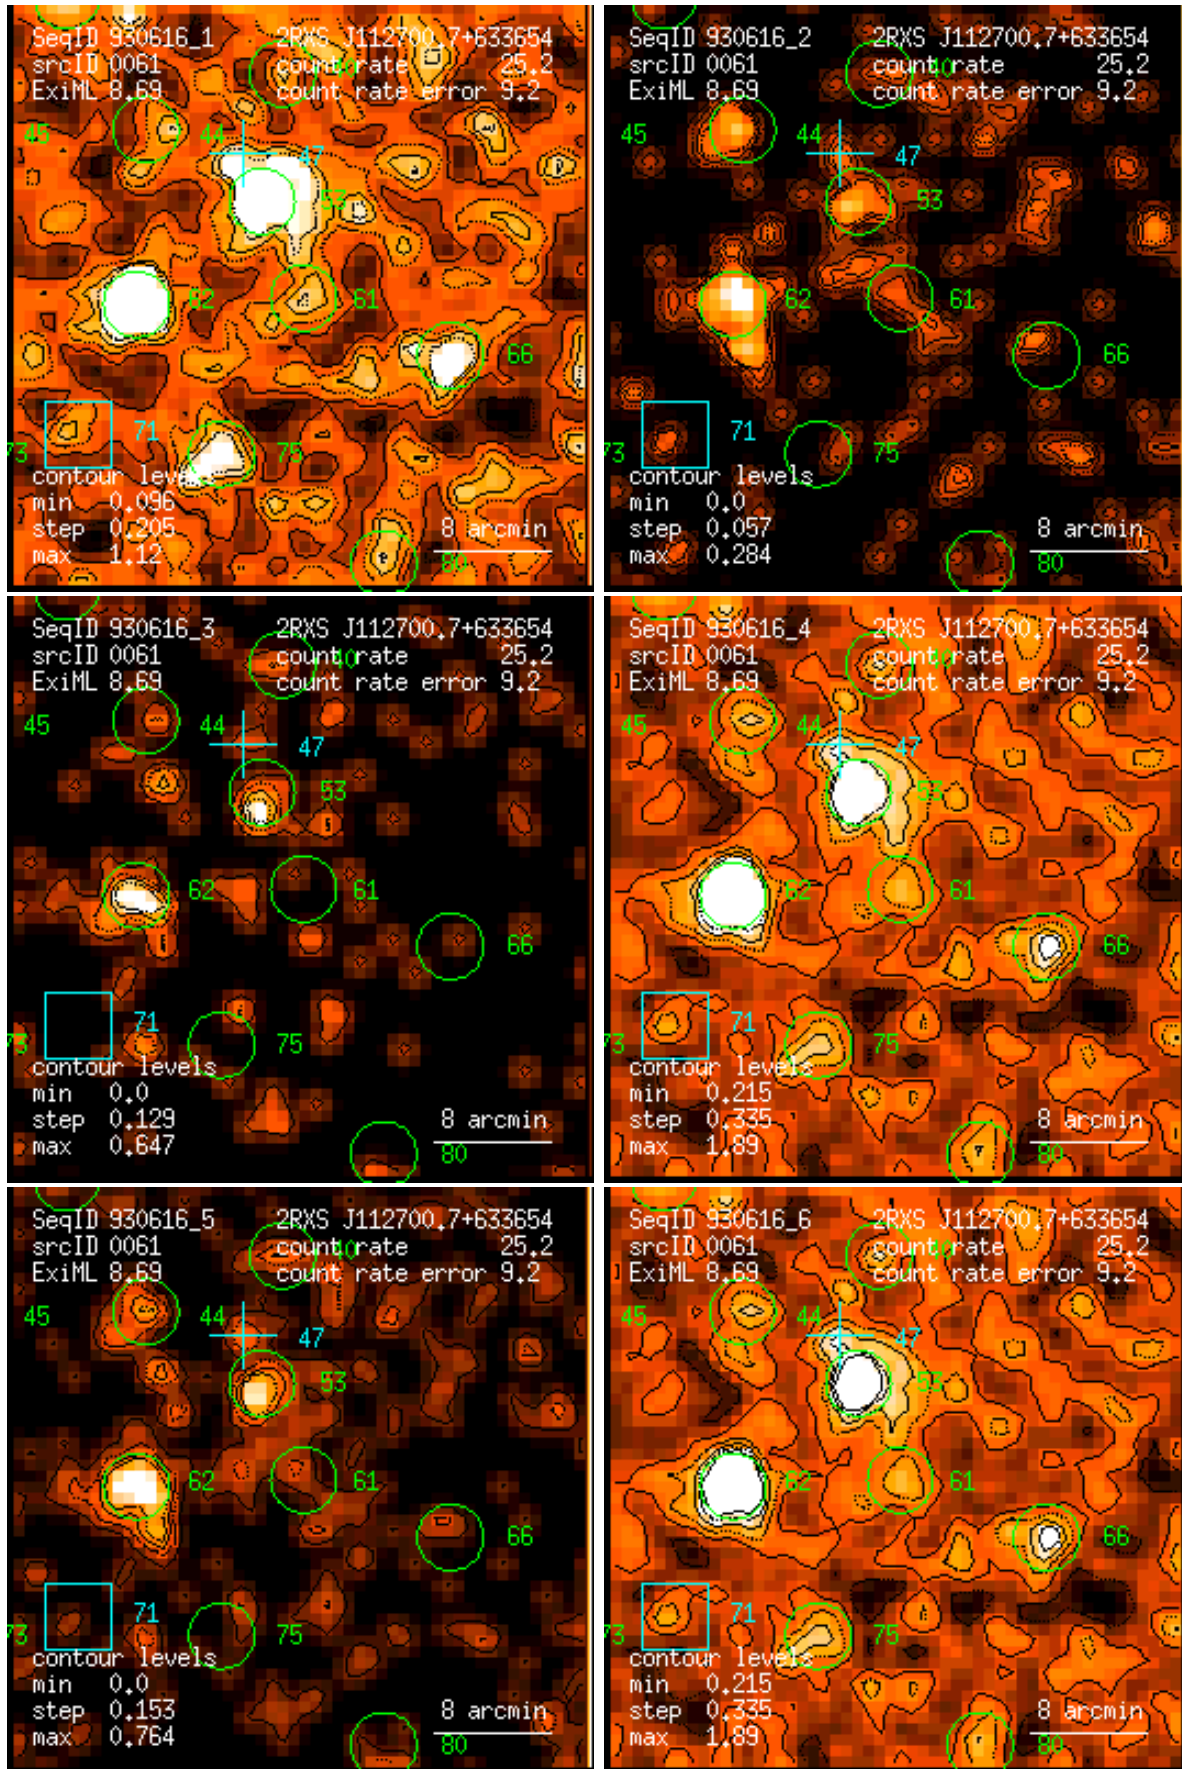 SeqID 930616_1 2RXS J112700.7+633654
srcID 0061 count rate 40 25.2
ExiML 8.69 count rate error 9.2
45 44 47
53
62 61
66
71
73 75
contour levels
min 0.096
step 0.205 8 arcmin
max 1.12 80
SeqID 930616_2 2RXS J112700.7+633654
srcID 0061 count rate 40 25.2
ExiML 8.69 count rate error 9.2
45 44 47
53
62 61
66
71
73 75
contour levels
min 0.0
step 0.057 8 arcmin
max 0.284 80
SeqID 930616_3 2RXS J112700.7+633654
srcID 0061 count rate 40 25.2
ExiML 8.69 count rate error 9.2
45 44 47
53
62 61
66
71
73 75
contour levels
min 0.0
step 0.129 8 arcmin
max 0.647 80
SeqID 930616_4 2RXS J112700.7+633654
srcID 0061 count rate 40 25.2
ExiML 8.69 count rate error 9.2
45 44 47
53
62 61
66
71
73 75
contour levels
min 0.215
step 0.335 8 arcmin
max 1.89 80
SeqID 930616_5 2RXS J112700.7+633654
srcID 0061 count rate 40 25.2
ExiML 8.69 count rate error 9.2
45 44 47
53
62 61
66
71
73 75
contour levels
min 0.0
step 0.153 8 arcmin
max 0.764 80
SeqID 930616_6 2RXS J112700.7+633654
srcID 0061 count rate 40 25.2
ExiML 8.69 count rate error 9.2
45 44 47
53
62 61
66
71
73 75
contour levels
min 0.215
step 0.335 8 arcmin
max 1.89 80